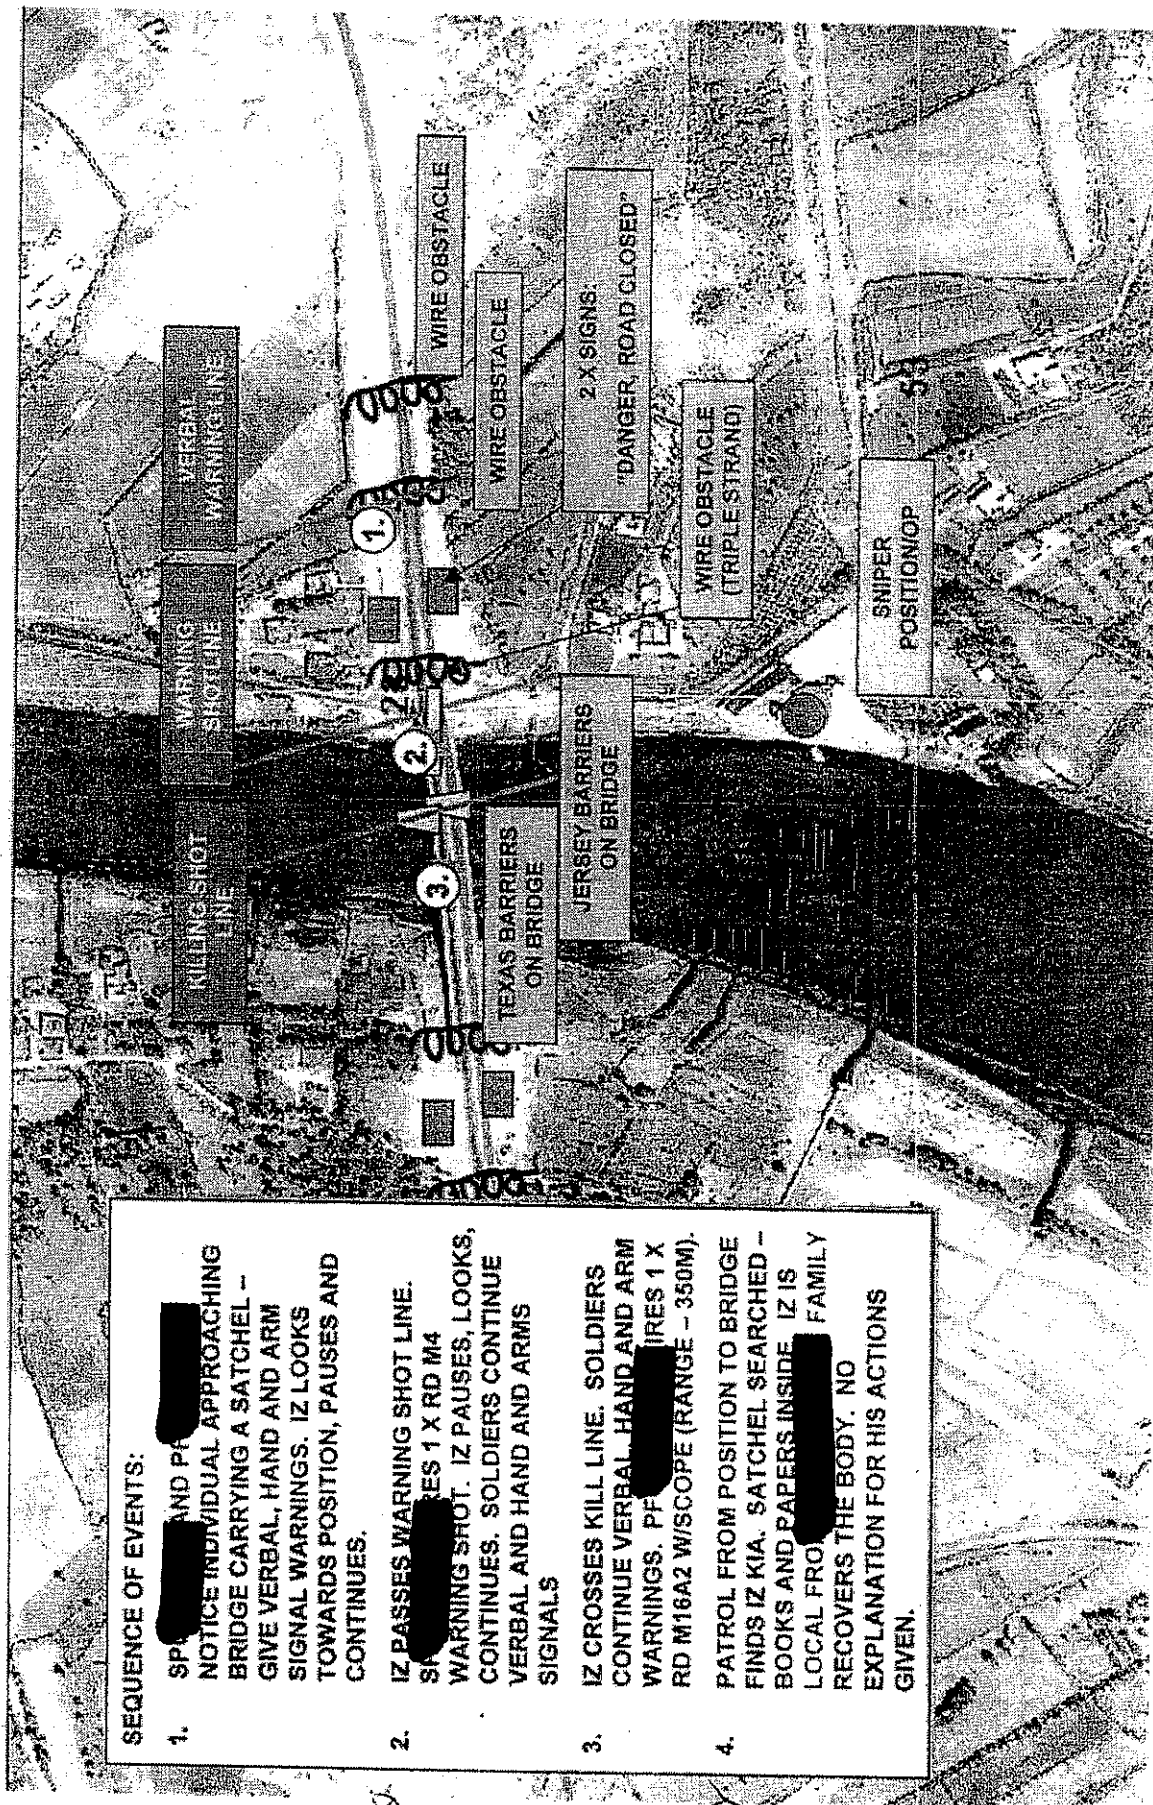 SEQUENCE OF EVENTS:
1. SP AND PF
NOTICE INDIVIDUAL APPROACHING
BRIDGE CARRYING A SATCHEL –
GIVE VERBAL, HAND AND ARM
SIGNAL WARNINGS. IZ LOOKS
TOWARDS POSITION, PAUSES AND
CONTINUES.
2. IZ PASSES WARNING SHOT LINE.
RES 1 X RD M4
WARNING SHOT. IZ PAUSES, LOOKS,
CONTINUES. SOLDIERS CONTINUE
VERBAL AND HAND AND ARMS
SIGNALS
3. IZ CROSSES KILL LINE. SOLDIERS
CONTINUE VERBAL, HAND AND ARM
WARNINGS. PF IRES 1 X
RD M16A2 W/SCOPE (RANGE – 350M).
4. PATROL FROM POSITION TO BRIDGE
FINDS IZ KIA. SATCHEL SEARCHED –
BOOKS AND PAPERS INSIDE. IZ IS
LOCAL FRO FAMILY
RECOVERS THE BODY. NO
EXPLANATION FOR HIS ACTIONS
GIVEN.
KILLING SHOT
LINE
WARNING
SHOT LINE
VERBAL
WARNING LINE
3.
2.
1.
WIRE OBSTACLE
WIRE OBSTACLE
TEXAS BARRIERS
ON BRIDGE
JERSEY BARRIERS
ON BRIDGE
2 X SIGNS:
"DANGER, ROAD CLOSED"
WIRE OBSTACLE
(TRIPLE STRAND)
SNIPER
POSITION/OP